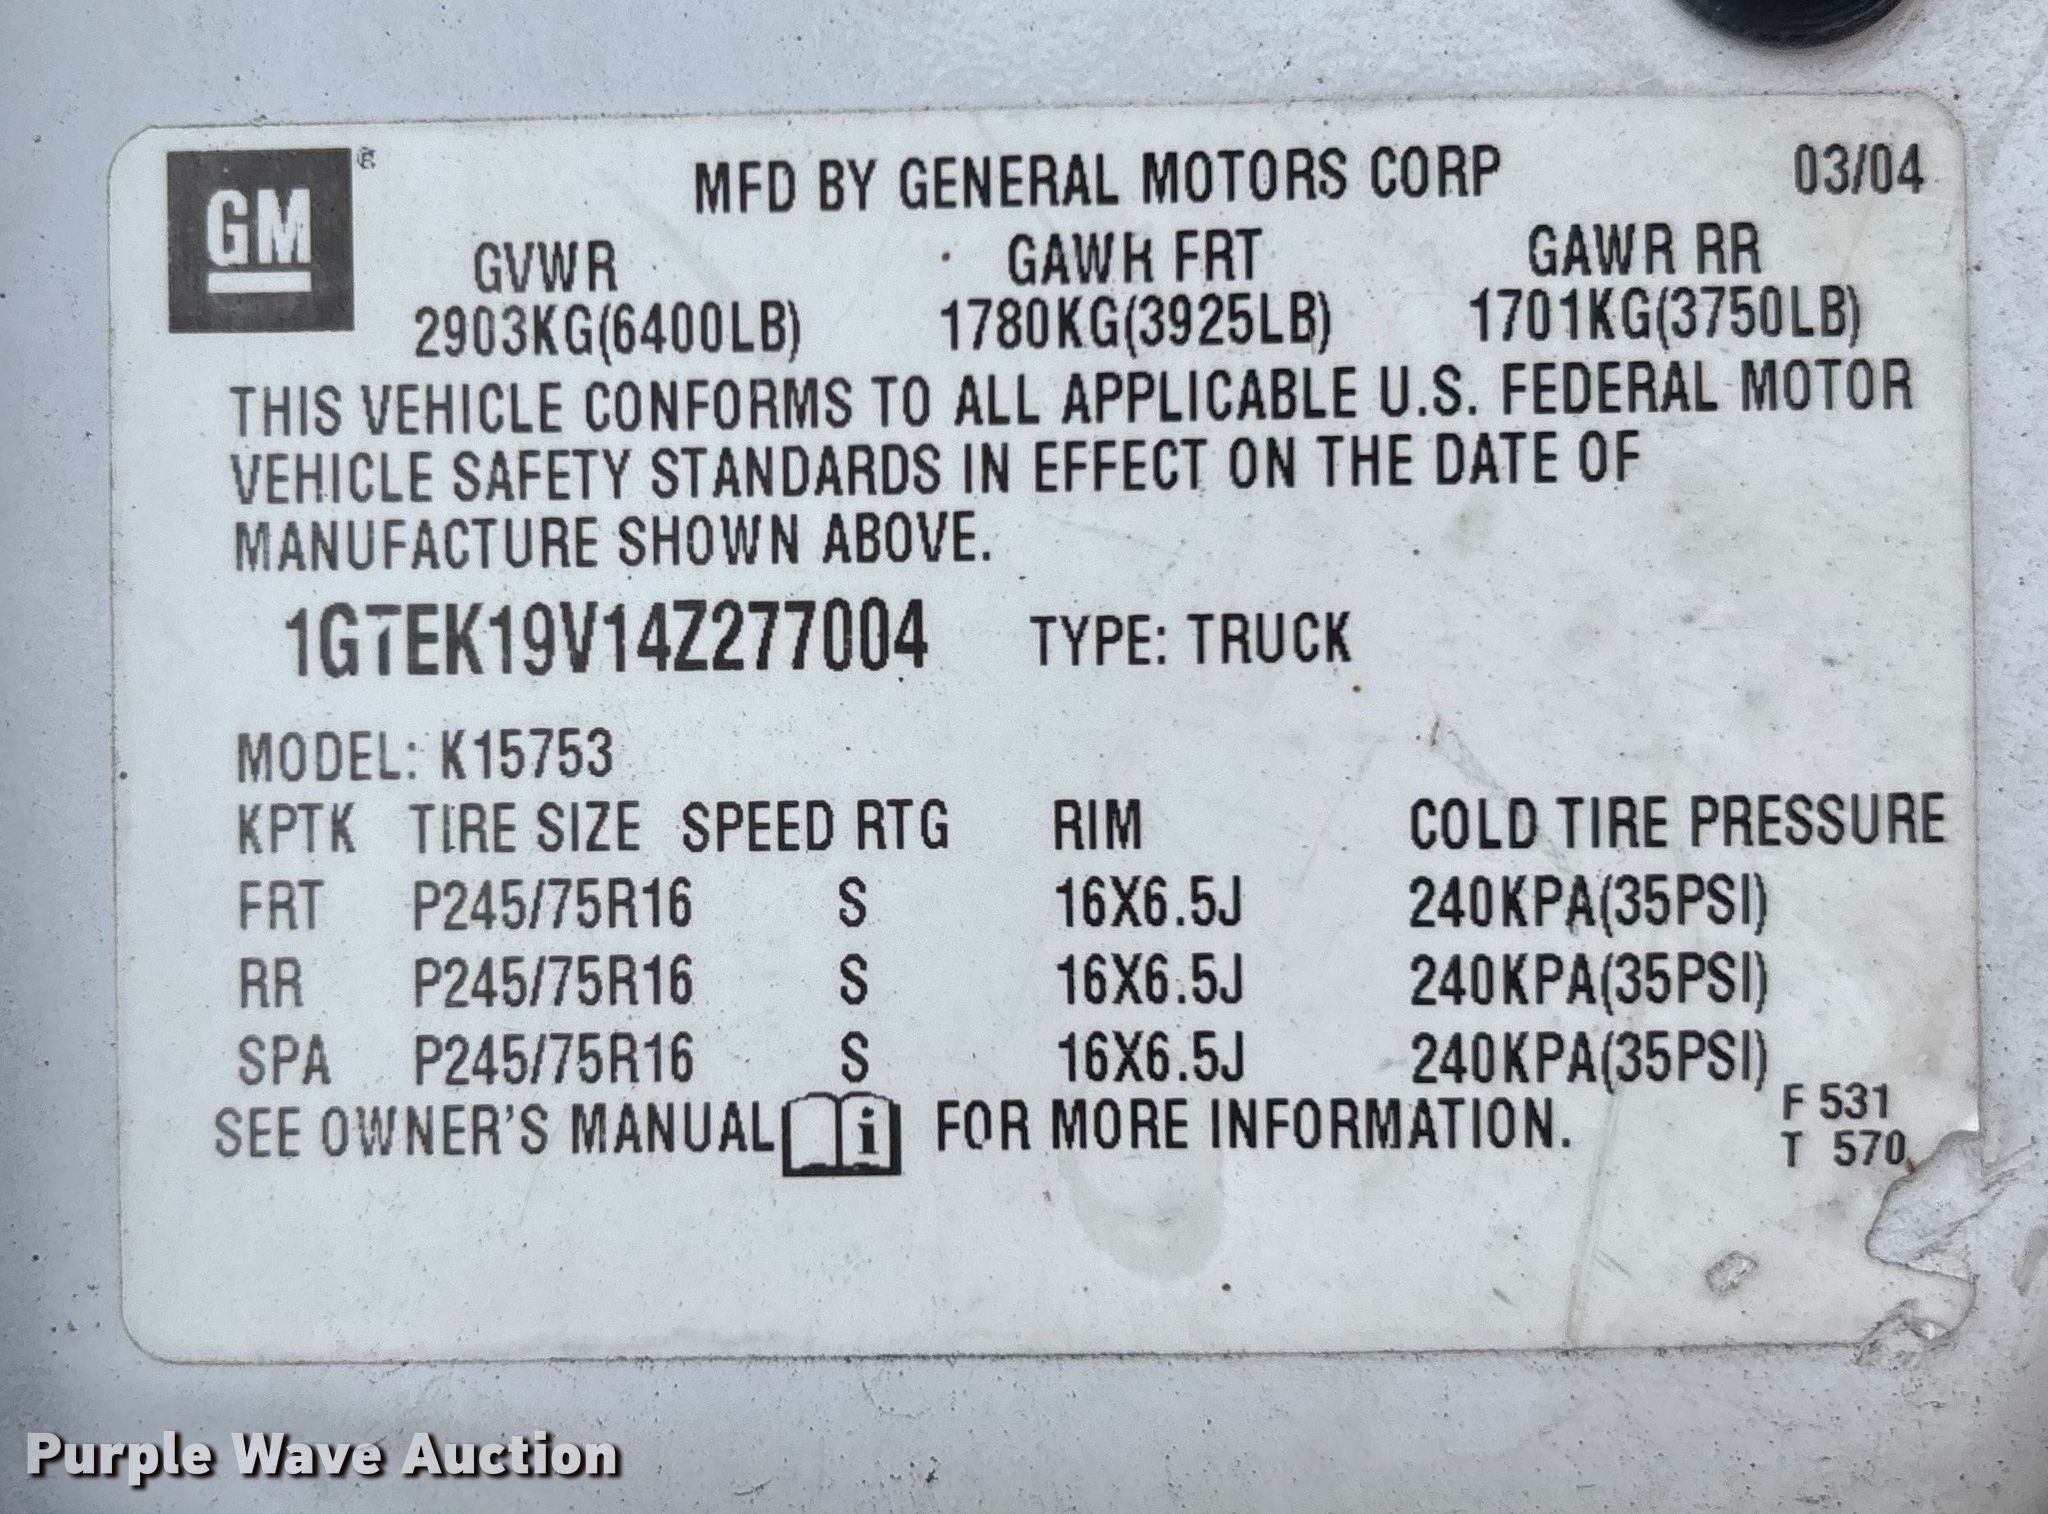 GM ®
MFD BY GENERAL MOTORS CORP 03/04
GVWR GAWR FRT GAWR RR
2903KG(6400LB) 1780KG(3925LB) 1701KG(3750LB)
THIS VEHICLE CONFORMS TO ALL APPLICABLE U.S. FEDERAL MOTOR
VEHICLE SAFETY STANDARDS IN EFFECT ON THE DATE OF
MANUFACTURE SHOWN ABOVE.
1GTEK19V14Z277004 TYPE: TRUCK
MODEL: K15753
KPTK TIRE SIZE SPEED RTG RIM COLD TIRE PRESSURE
FRT P245/75R16 S 16X6.5J 240KPA(35PSI)
RR P245/75R16 S 16X6.5J 240KPA(35PSI)
SPA P245/75R16 S 16X6.5J 240KPA(35PSI)
SEE OWNER'S MANUAL i FOR MORE INFORMATION.
F 531
T 570
Purple Wave Auction